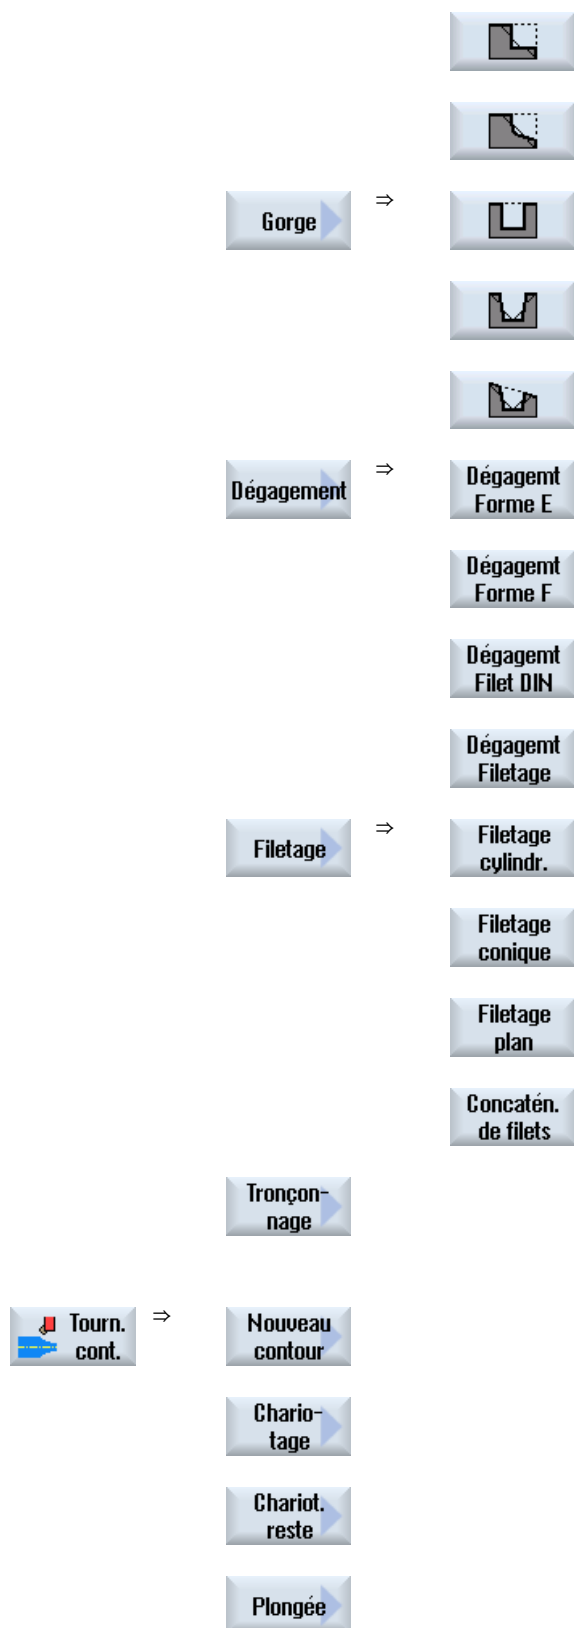 Gorge
⇒
Dégagement
⇒
Dégagemt
Forme E
Dégagemt
Forme F
Dégagemt
Filet DIN
Dégagemt
Filetage
Filetage
⇒
Filetage
cylindr.
Filetage
conique
Filetage
plan
Concatén.
de filets
Tronçon-
nage
Tourn.
cont.
⇒
Nouveau
contour
Chario-
tage
Chariot.
reste
Plongée